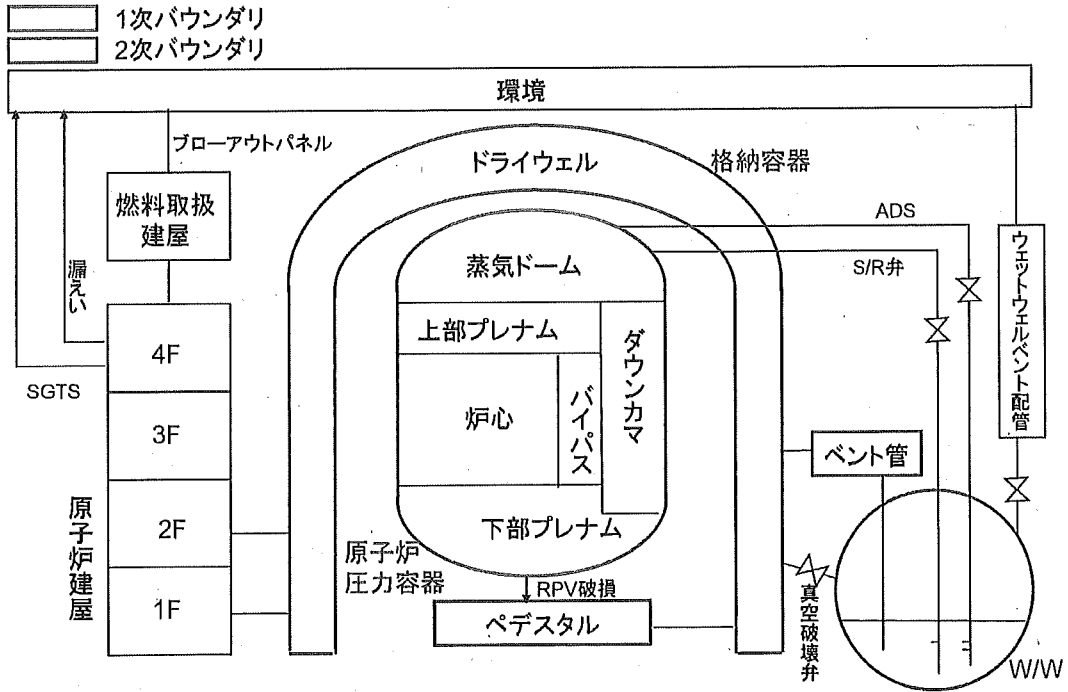 1次バウンダリ
2次バウンダリ
環境
ブローアウトパネル
ドライウェル
格納容器
燃料取扱
建屋
ADS
蒸気ドーム
S/R弁
ウェットウェルベント配管
漏えい
上部プレナム
ダウンカマ
4F
SGTS
炉心
バイパス
3F
ベント管
原子炉建屋
2F
下部プレナム
原子炉
圧力容器
RPV破損
1F
ペデスタル
真空破壊弁
W/W